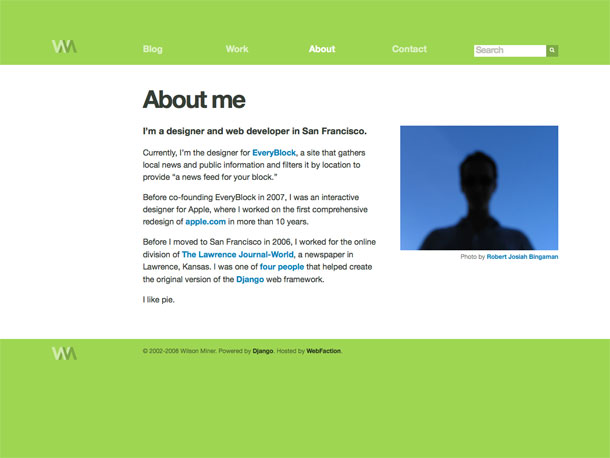 WM
Blog Work About Contact Search
About me
I'm a designer and web developer in San Francisco.
Currently, I'm the designer for EveryBlock, a site that gathers
local news and public information and filters it by location to
provide “a news feed for your block.”
Before co-founding EveryBlock in 2007, I was an interactive
designer for Apple, where I worked on the first comprehensive
redesign of apple.com in more than 10 years.
Before I moved to San Francisco in 2006, I worked for the online
division of The Lawrence Journal-World, a newspaper in
Lawrence, Kansas. I was one of four people that helped create
the original version of the Django web framework.
I like pie.
Photo by Robert Josiah Bingaman
WM
© 2002-2008 Wilson Miner. Powered by Django. Hosted by WebFaction.